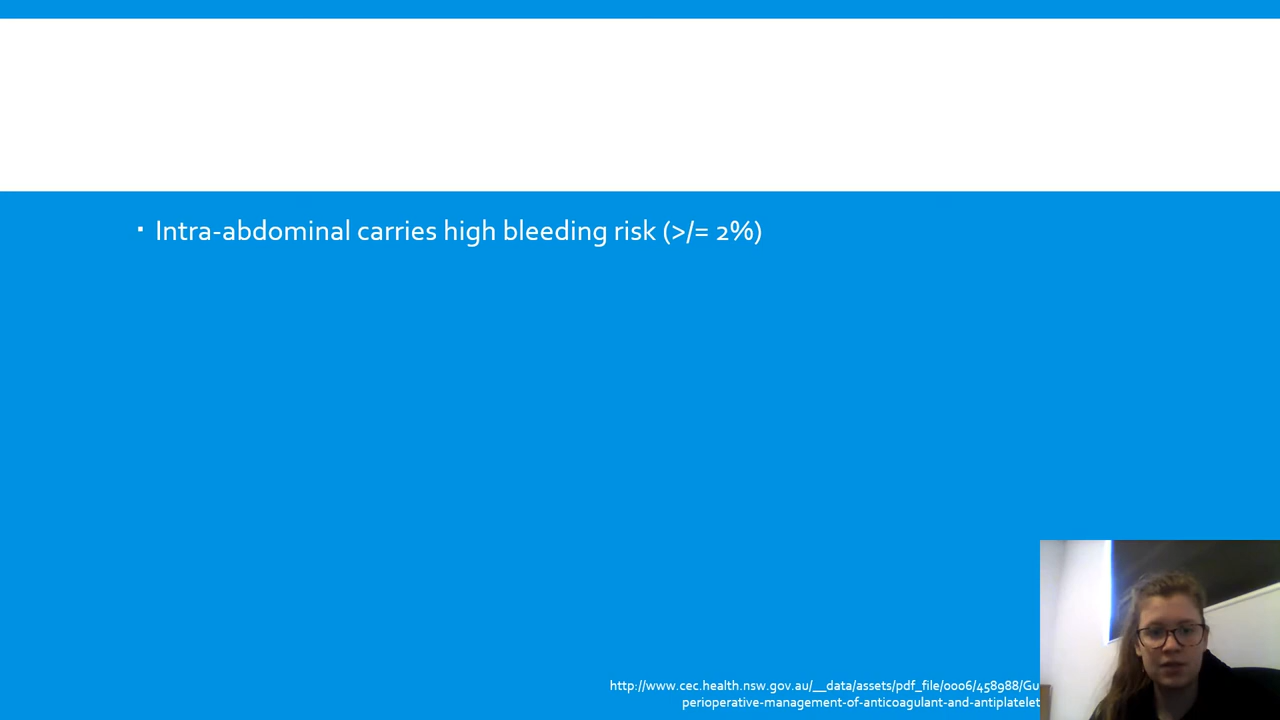 ▪ Intra-abdominal carries high bleeding risk (>/= 2%)
http://www.cec.health.nsw.gov.au/__data/assets/pdf_file/0006/458988/Gu
perioperative-management-of-anticoagulant-and-antiplatelet